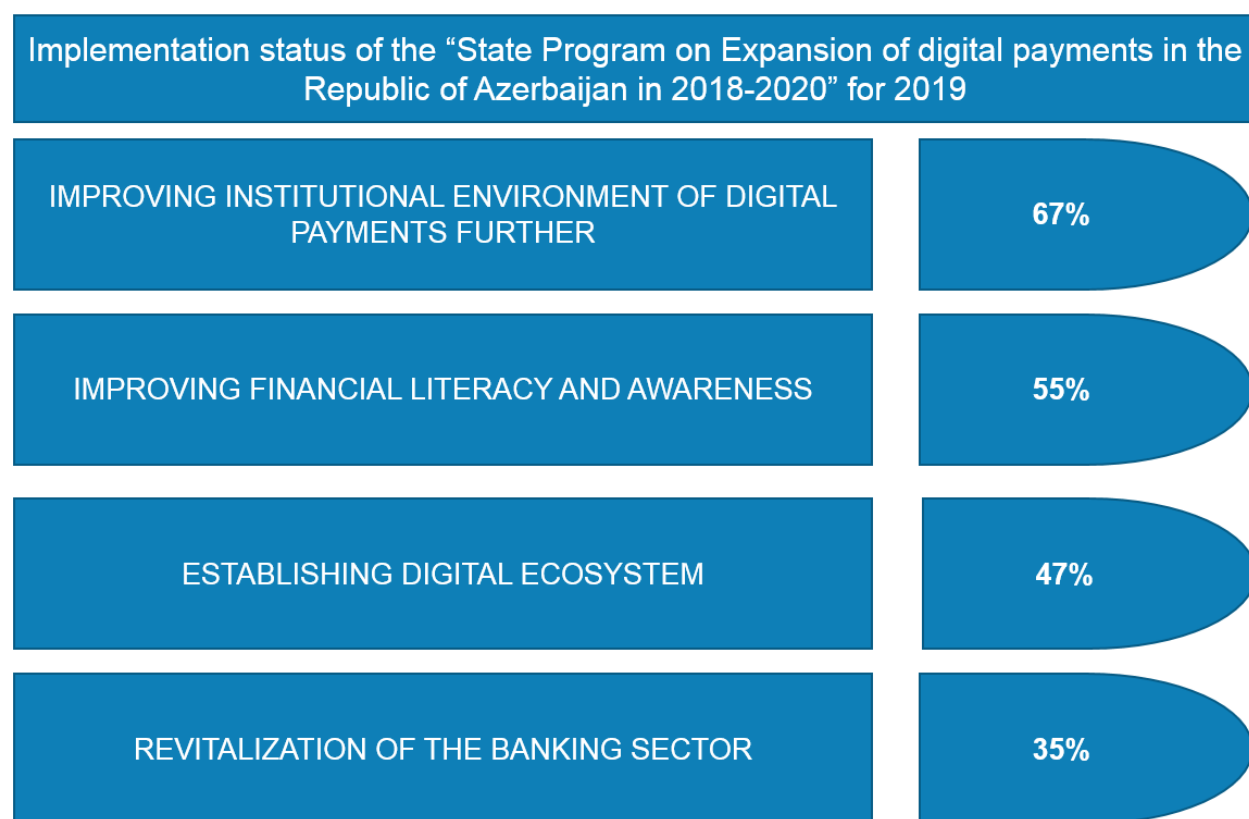 Implementation status of the “State Program on Expansion of digital payments in the
Republic of Azerbaijan in 2018-2020” for 2019
IMPROVING INSTITUTIONAL ENVIRONMENT OF DIGITAL
PAYMENTS FURTHER
67%
IMPROVING FINANCIAL LITERACY AND AWARENESS
55%
ESTABLISHING DIGITAL ECOSYSTEM
47%
REVITALIZATION OF THE BANKING SECTOR
35%